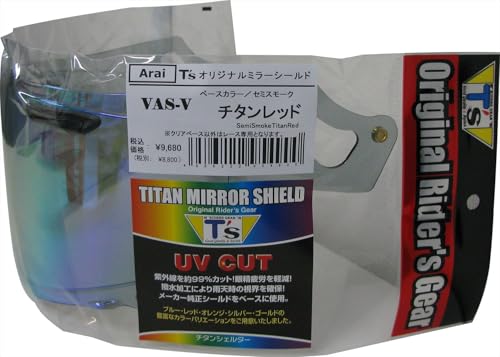 Arai T's オリジナルミラーシールド
ベースカラー／セミスモーク
VAS-V チタンレッド
SemiSmokeTitanRed
※クリアベース以外はレース専用となります。
税込価格: ¥9,680
(税別: ¥8,800)
TITAN MIRROR SHIELD
Original Rider's Gear
T's
UV CUT
紫外線を約99%カット!眼精疲労を軽減!
撥水加工により雨天時の視界を確保!
メーカー純正シールドをベースに使用。
ブルー・レッド・オレンジ・シルバー・ゴールドの
豊富なカラーバリエーションをご用意いたしました。
チタンシェルター
T's
Original Rider's Gear